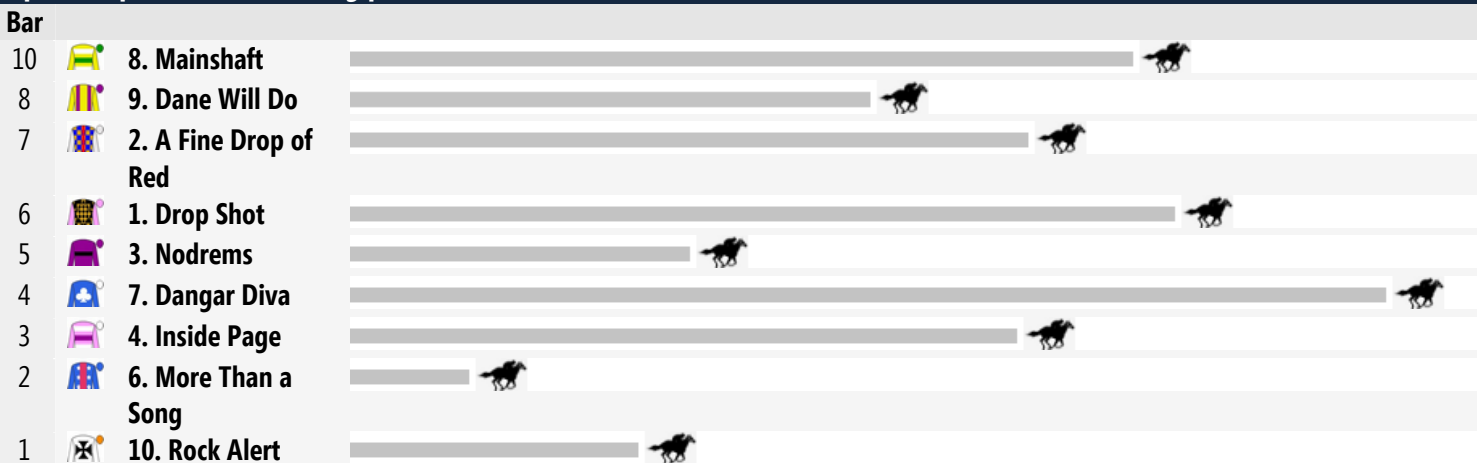 Bar
10 8. Mainshaft
8 9. Dane Will Do
7 2. A Fine Drop of
Red
6 1. Drop Shot
5 3. Nodrems
4 7. Dangar Diva
3 4. Inside Page
2 6. More Than a
Song
1 10. Rock Alert